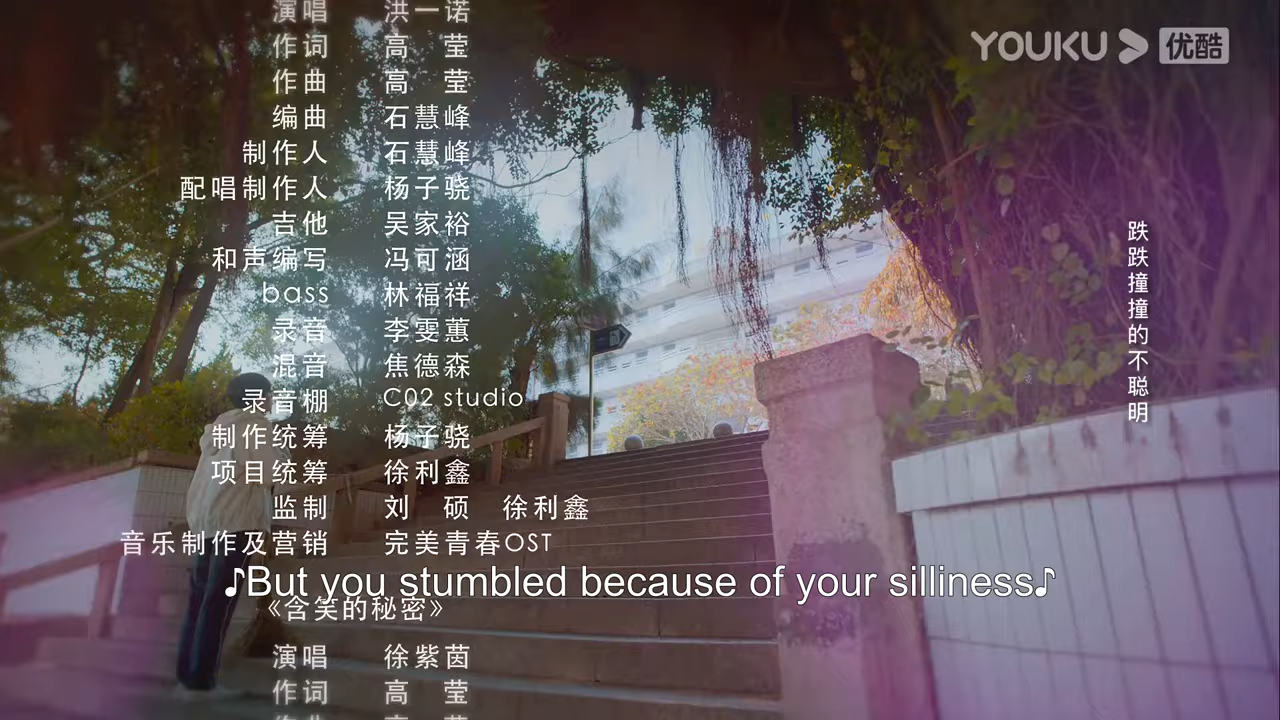 演唱 洪一诺
作词 高 莹
作曲 高 莹
编曲 石慧峰
制作人 石慧峰
配唱制作人 杨子骁
吉他 吴家裕
和声编写 冯可涵
bass 林福祥
录音 李雯蕙
混音 焦德森
录音棚 C02 studio
制作统筹 杨子骁
项目统筹 徐利鑫
监制 刘 硕 徐利鑫
音乐制作及营销 完美青春OST
♪But you stumbled because of your silliness♪
《含笑的秘密》
演唱 徐紫茵
作词 高 莹
YOUKU 优酷
跌跌撞撞的不聪明